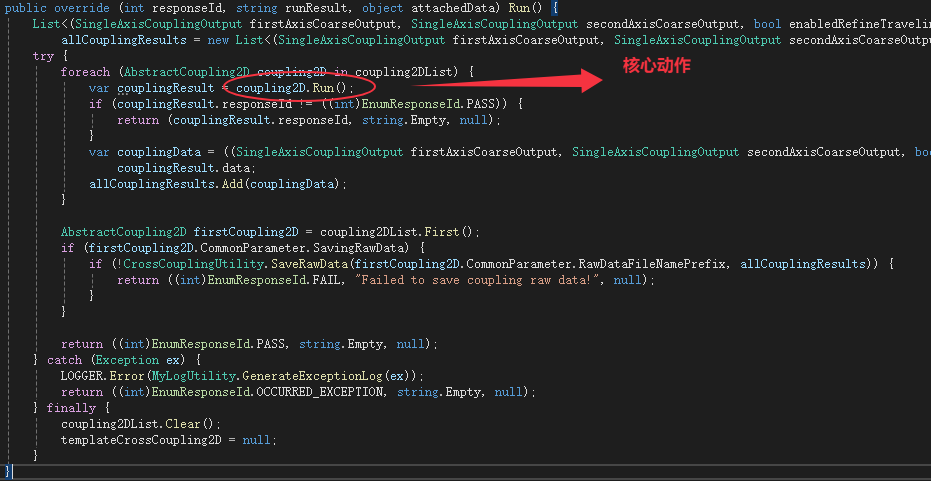 public override (int responseId, string runResult, object attachedData) Run() {
List<(SingleAxisCouplingOutput firstAxisCoarseOutput, SingleAxisCouplingOutput secondAxisCoarseOutput, bool enabledRefineTravelin
allCouplingResults = new List<(SingleAxisCouplingOutput firstAxisCoarseOutput, SingleAxisCouplingOutput secondAxisCoarseOutpu
try {
foreach (AbstractCoupling2D coupling2D in coupling2DList) {
核心动作
var couplingResult = coupling2D.Run();
if (couplingResult.responseId != ((int)EnumResponseId.PASS)) {
return (couplingResult.responseId, string.Empty, null);
}
var couplingData = ((SingleAxisCouplingOutput firstAxisCoarseOutput, SingleAxisCouplingOutput secondAxisCoarseOutput, boo
couplingResult.data;
allCouplingResults.Add(couplingData);
}
AbstractCoupling2D firstCoupling2D = coupling2DList.First();
if (firstCoupling2D.CommonParameter.SavingRawData) {
if (!CrossCouplingUtility.SaveRawData(firstCoupling2D.CommonParameter.RawDataFileNamePrefix, allCouplingResults)) {
return ((int)EnumResponseId.FAIL, "Failed to save coupling raw data!", null);
}
}
return ((int)EnumResponseId.PASS, string.Empty, null);
} catch (Exception ex) {
LOGGER.Error(MyLogUtility.GenerateExceptionLog(ex));
return ((int)EnumResponseId.OCCURRED_EXCEPTION, string.Empty, null);
} finally {
coupling2DList.Clear();
templateCrossCoupling2D = null;
}
}